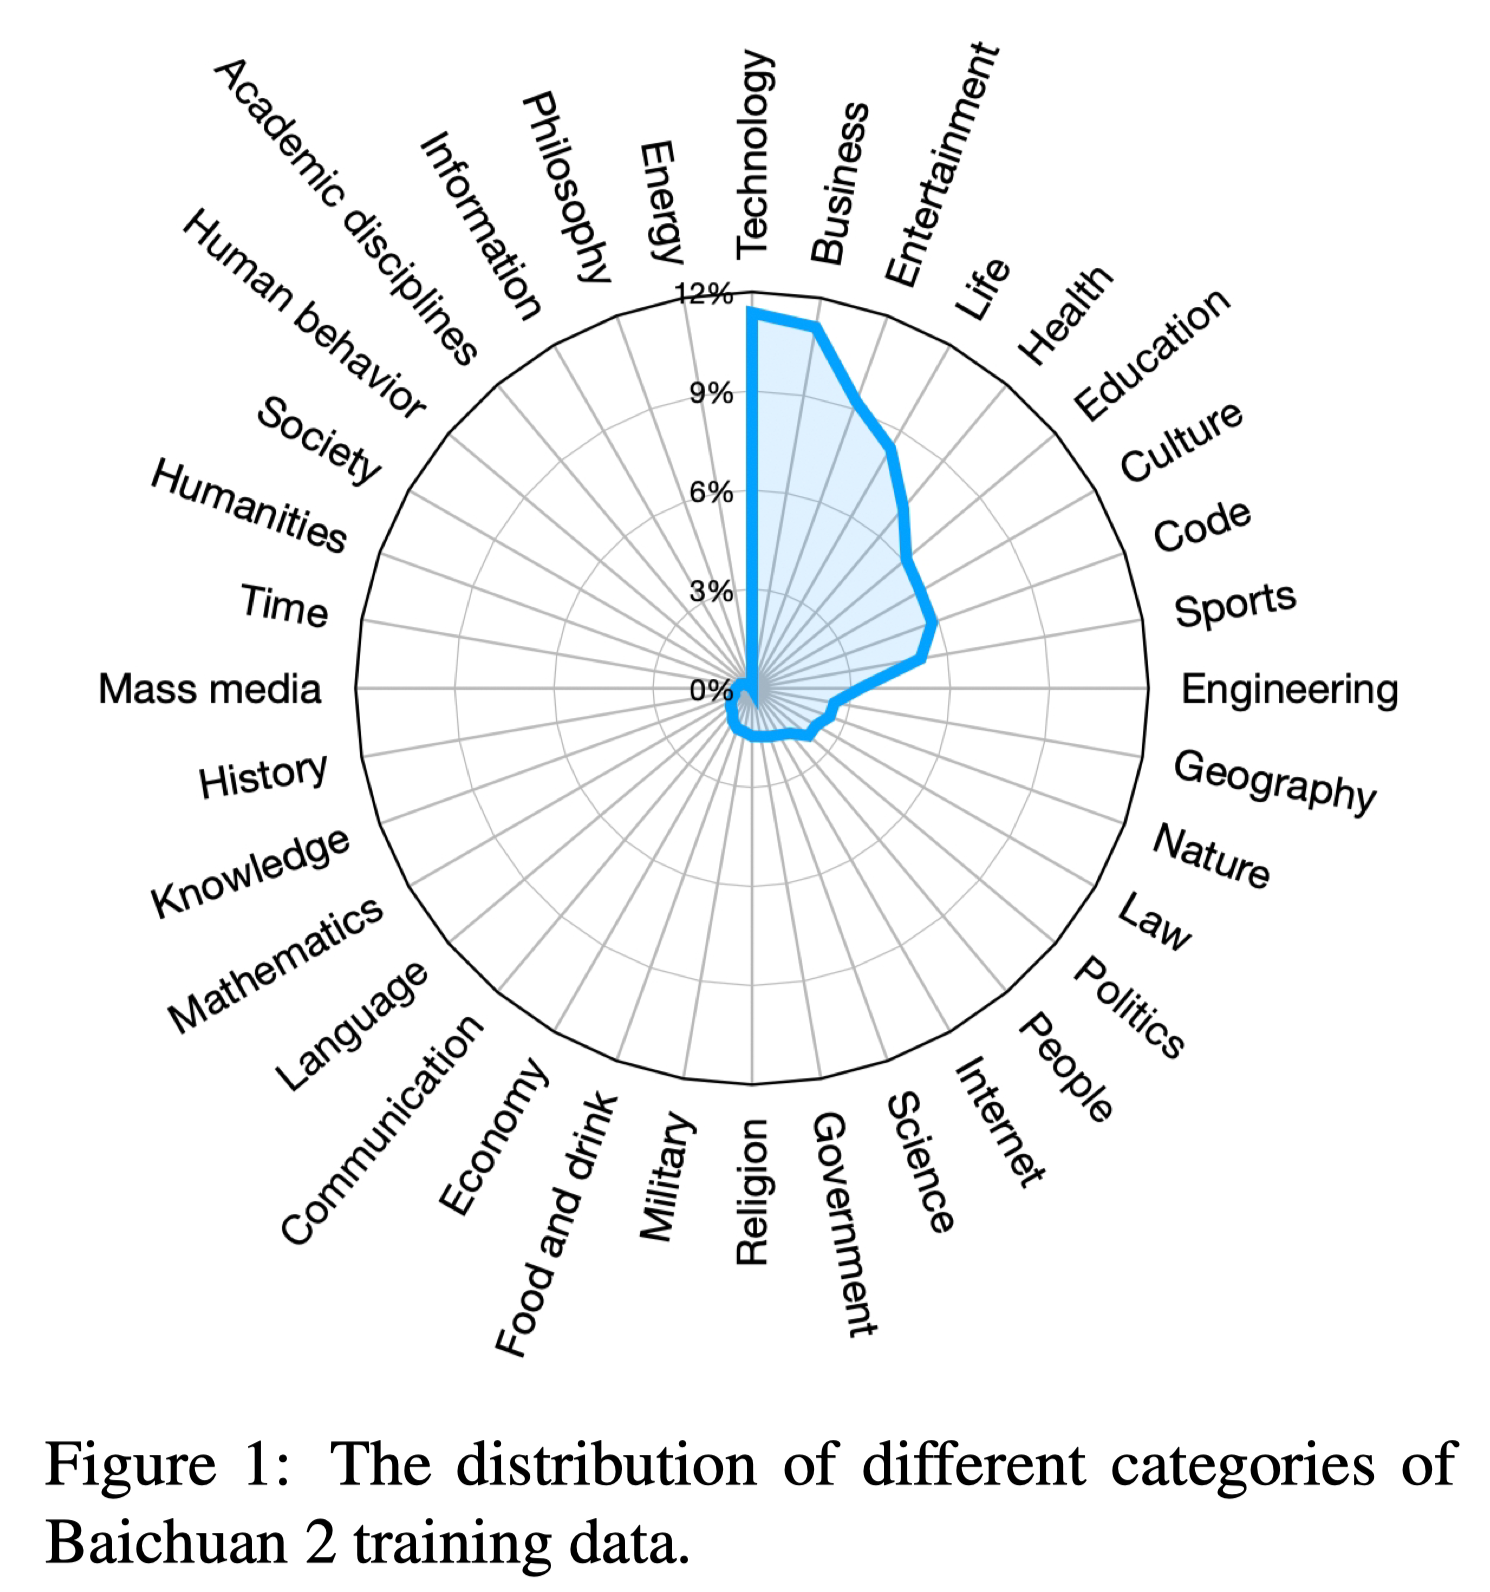 Technology
Business
Entertainment
Life
Health
Education
Culture
Code
Sports
Engineering
Geography
Nature
Law
Politics
People
Internet
Science
Government
Religion
Military
Food and drink
Economy
Communication
Language
Mathematics
Knowledge
History
Mass media
Time
Humanities
Society
Human behavior
Academic disciplines
Information
Philosophy
Energy
12%
9%
6%
3%
0%
Figure 1: The distribution of different categories of
Baichuan 2 training data.